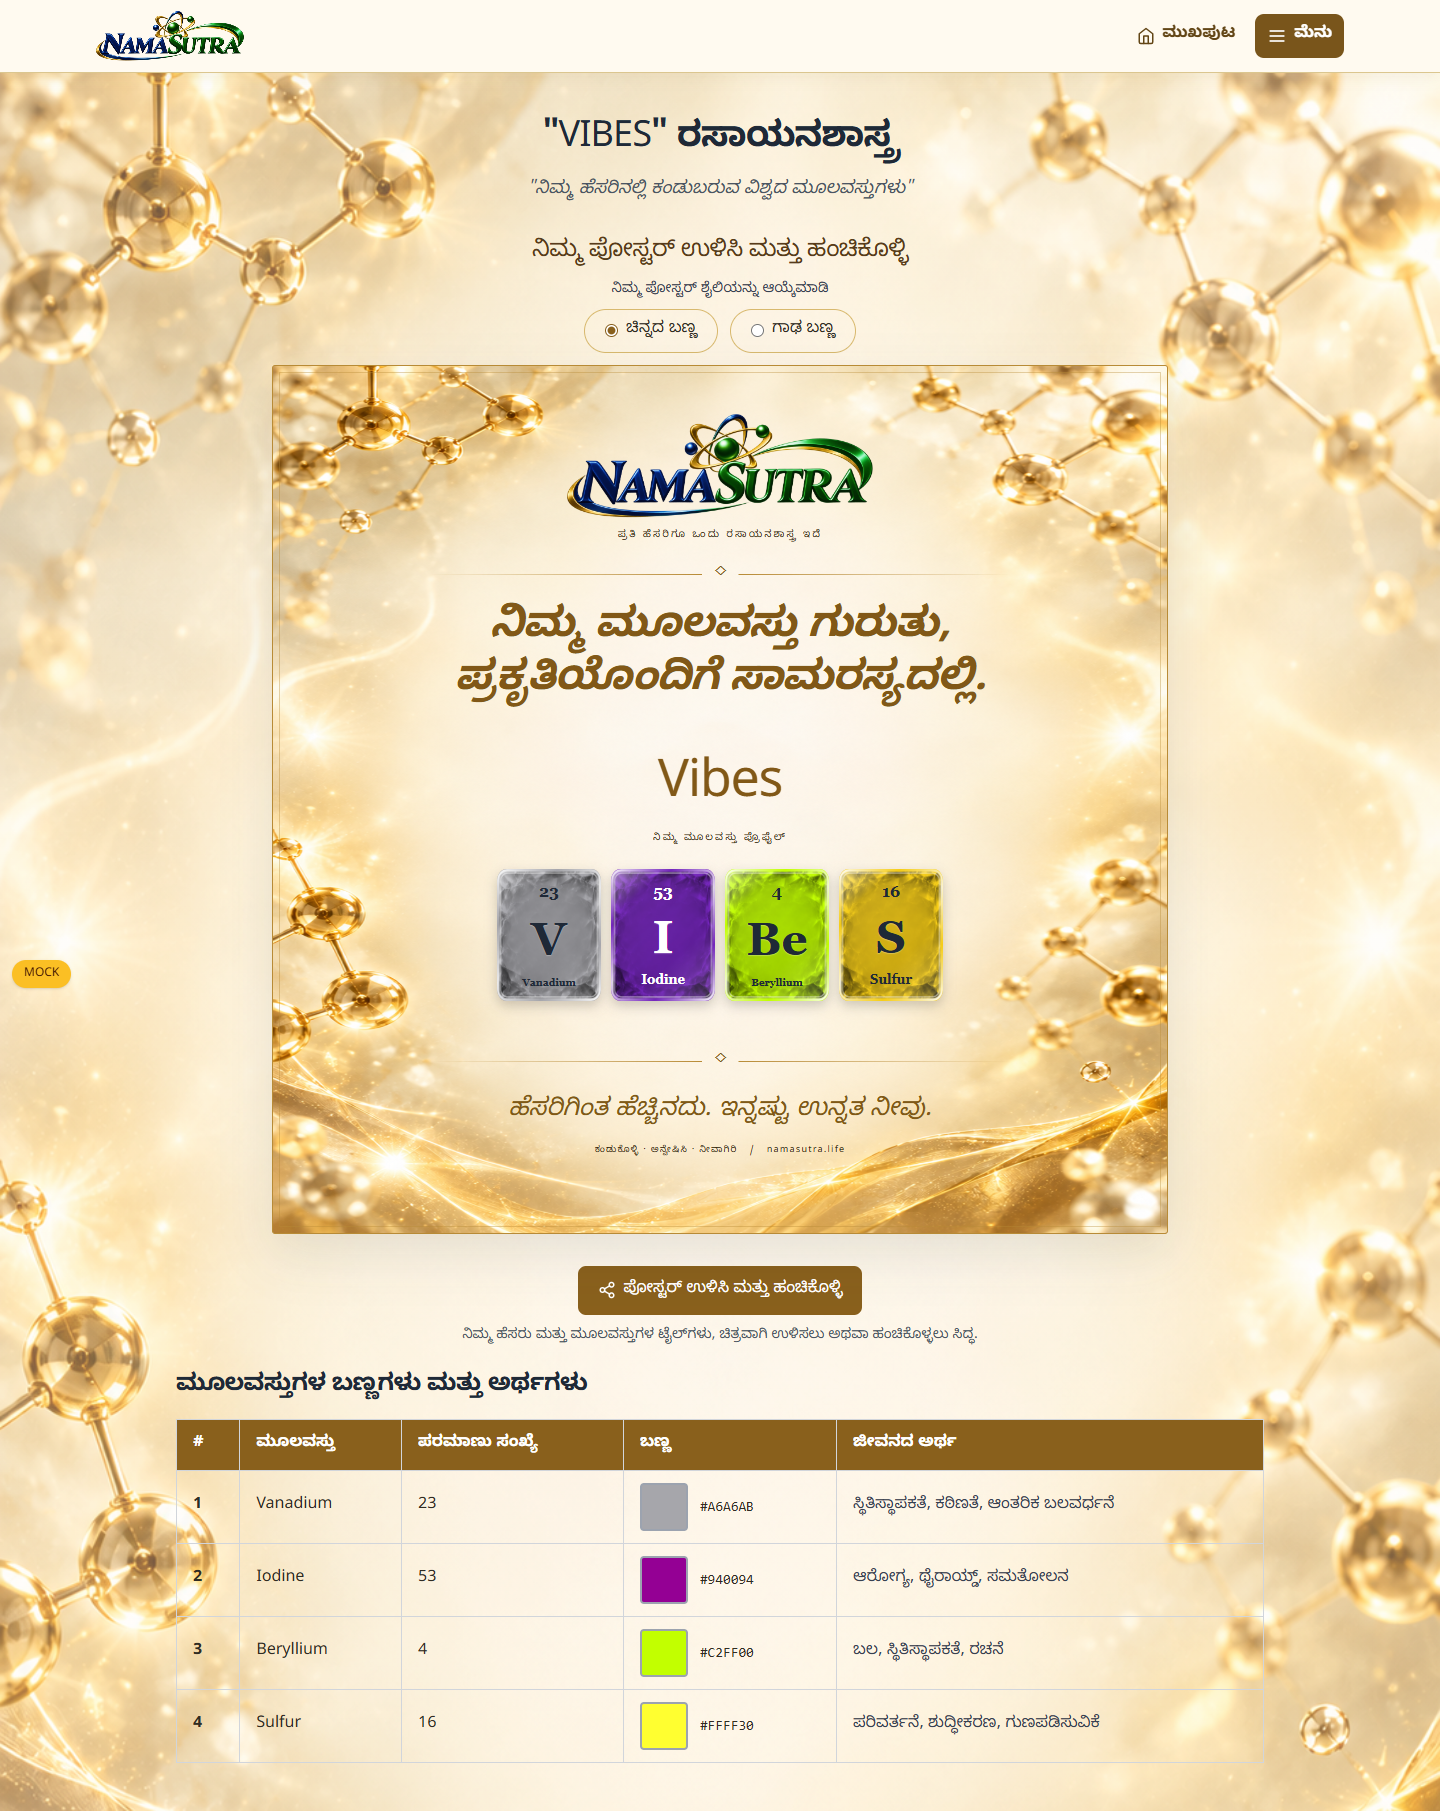 NAMASUTRA
ಮುಖಪುಟ
ಮೆನು
"VIBES" ರಸಾಯನಶಾಸ್ತ್ರ
"ನಿಮ್ಮ ಹೆಸರಿನಲ್ಲಿ ಕಂಡುಬರುವ ವಿಶ್ವದ ಮೂಲವಸ್ತುಗಳು"
ನಿಮ್ಮ ಪೋಸ್ಟರ್ ಉಳಿಸಿ ಮತ್ತು ಹಂಚಿಕೊಳ್ಳಿ
ನಿಮ್ಮ ಪೋಸ್ಟರ್ ಶೈಲಿಯನ್ನು ಆಯ್ಕೆಮಾಡಿ
ಚಿನ್ನದ ಬಣ್ಣ
ಗಾಢ ಬಣ್ಣ
NAMASUTRA
ಪ್ರತಿ ಹೆಸರಿಗೂ ಒಂದು ರಸಾಯನಶಾಸ್ತ್ರ ಇದೆ
ನಿಮ್ಮ ಮೂಲವಸ್ತು ಗುರುತು,
ಪ್ರಕೃತಿಯೊಂದಿಗೆ ಸಾಮರಸ್ಯದಲ್ಲಿ.
Vibes
ನಿಮ್ಮ ಮೂಲವಸ್ತು ಪ್ರೊಫೈಲ್
23 53 4 16
V I Be S
Vanadium Iodine Beryllium Sulfur
MOCK
ಹೆಸರಿಗಿಂತ ಹೆಚ್ಚಿನದು. ಇನ್ನಷ್ಟು ಉನ್ನತ ನೀವು.
ಕಂಡುಕೊಳ್ಳಿ · ಅನ್ವೇಷಿಸಿ · ನೀವಾಗಿರಿ / namasutra.life
ಪೋಸ್ಟರ್ ಉಳಿಸಿ ಮತ್ತು ಹಂಚಿಕೊಳ್ಳಿ
ನಿಮ್ಮ ಹೆಸರು ಮತ್ತು ಮೂಲವಸ್ತುಗಳ ಟೈಲ್‌ಗಳು, ಚಿತ್ರವಾಗಿ ಉಳಿಸಲು ಅಥವಾ ಹಂಚಿಕೊಳ್ಳಲು ಸಿದ್ಧ.
ಮೂಲವಸ್ತುಗಳ ಬಣ್ಣಗಳು ಮತ್ತು ಅರ್ಥಗಳು
# ಮೂಲವಸ್ತು ಪರಮಾಣು ಸಂಖ್ಯೆ ಬಣ್ಣ ಜೀವನದ ಅರ್ಥ
1 Vanadium 23 #A6A6AB ಸ್ಥಿತಿಸ್ಥಾಪಕತೆ, ಕಠಿಣತೆ, ಆಂತರಿಕ ಬಲವರ್ಧನೆ
2 Iodine 53 #940094 ಆರೋಗ್ಯ, ಥೈರಾಯ್ಡ್, ಸಮತೋಲನ
3 Beryllium 4 #C2FF00 ಬಲ, ಸ್ಥಿತಿಸ್ಥಾಪಕತೆ, ರಚನೆ
4 Sulfur 16 #FFFF30 ಪರಿವರ್ತನೆ, ಶುದ್ಧೀಕರಣ, ಗುಣಪಡಿಸುವಿಕೆ